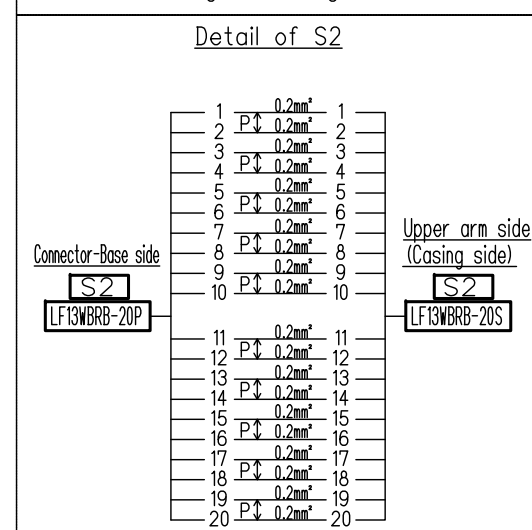 Detail of S2
1 0.2mm² 1
2 P↕ 0.2mm² 2
3 0.2mm² 3
4 P↕ 0.2mm² 4
5 0.2mm² 5
6 P↕ 0.2mm² 6
7 0.2mm² 7
8 P↕ 0.2mm² 8
9 0.2mm² 9
10 P↕ 0.2mm² 10
Connector-Base side
S2
LF13WBRB-20P
Upper arm side
(Casing side)
S2
LF13WBRB-20S
11 0.2mm² 11
12 P↕ 0.2mm² 12
13 0.2mm² 13
14 P↕ 0.2mm² 14
15 0.2mm² 15
16 P↕ 0.2mm² 16
17 0.2mm² 17
18 P↕ 0.2mm² 18
19 0.2mm² 19
20 P↕ 0.2mm² 20